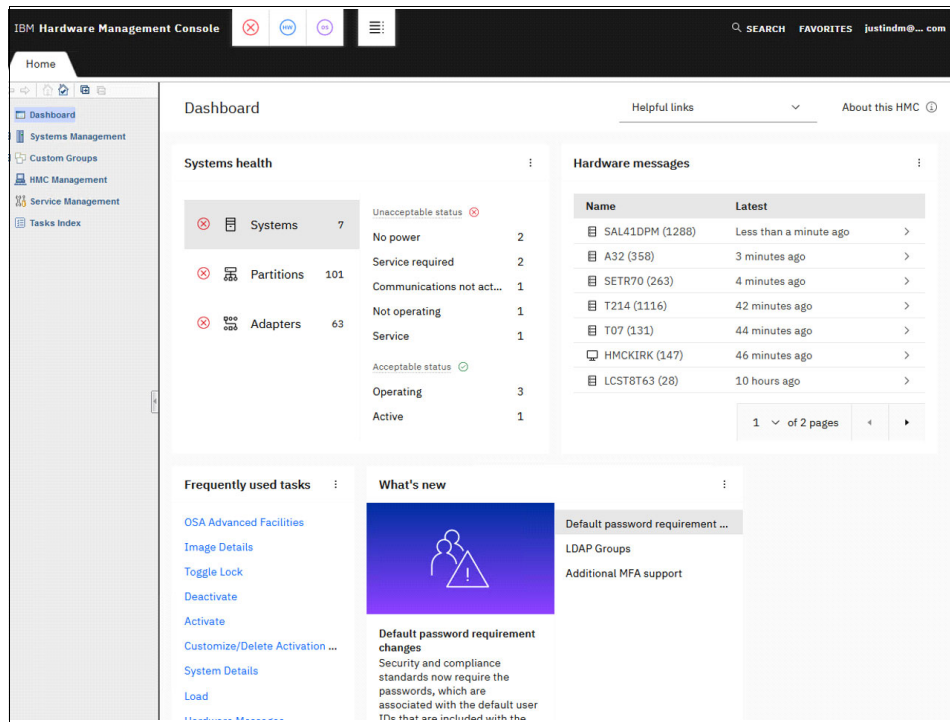 IBM Hardware Management Console
HW
OS
SEARCH FAVORITES justindm@... com
Home
Dashboard
Systems Management
Custom Groups
HMC Management
Service Management
Tasks Index
Dashboard
Helpful links
About this HMC
Systems health
Systems 7
Partitions 101
Adapters 63
Unacceptable status
No power 2
Service required 2
Communications not act... 1
Not operating 1
Service 1
Acceptable status
Operating 3
Active 1
Hardware messages
Name Latest
SAL41DPM (1288) Less than a minute ago
A32 (358) 3 minutes ago
SETR70 (263) 4 minutes ago
T214 (1116) 42 minutes ago
T07 (131) 44 minutes ago
HMCKIRK (147) 46 minutes ago
LCST8T63 (28) 10 hours ago
1 of 2 pages
Frequently used tasks
OSA Advanced Facilities
Image Details
Toggle Lock
Deactivate
Activate
Customize/Delete Activation ...
System Details
Load
Hardware Messages
What's new
Default password requirement ...
LDAP Groups
Additional MFA support
Default password requirement
changes
Security and compliance
standards now require the
passwords, which are
associated with the default user
IDs that are included with the